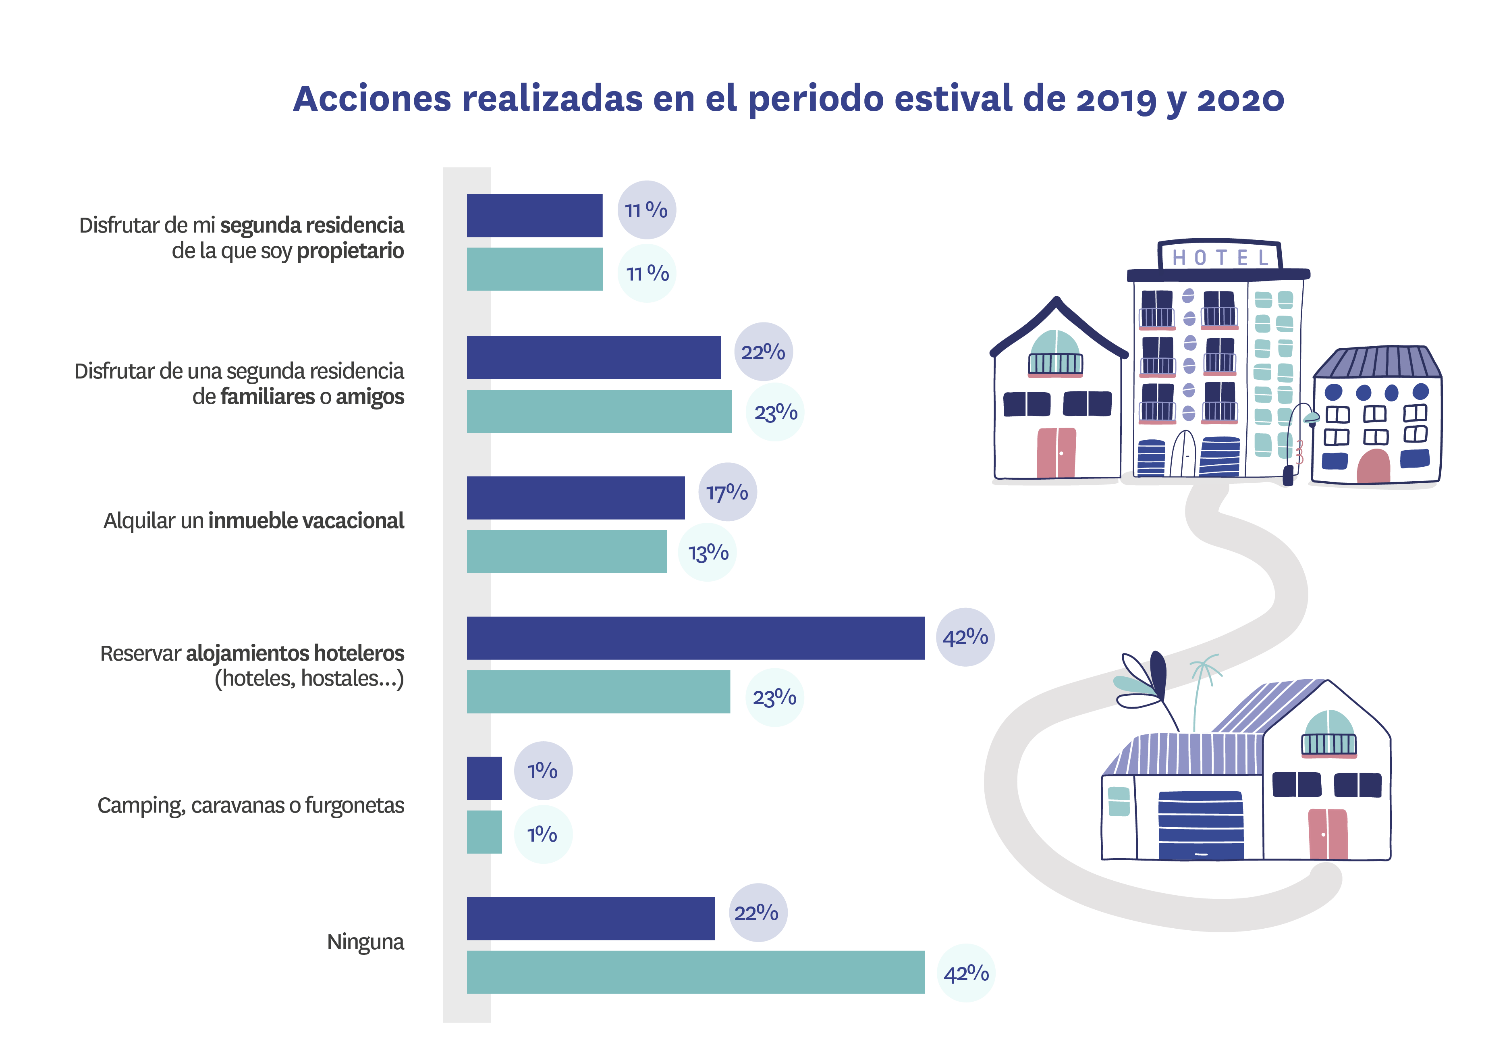 Acciones realizadas en el periodo estival de 2019 y 2020
Disfrutar de mi segunda residencia
de la que soy propietario
11 %
11 %
Disfrutar de una segunda residencia
de familiares o amigos
22%
23%
Alquilar un inmueble vacacional
17%
13%
Reservar alojamientos hoteleros
(hoteles, hostales...)
42%
23%
Camping, caravanas o furgonetas
1%
1%
Ninguna
22%
42%
HOTEL